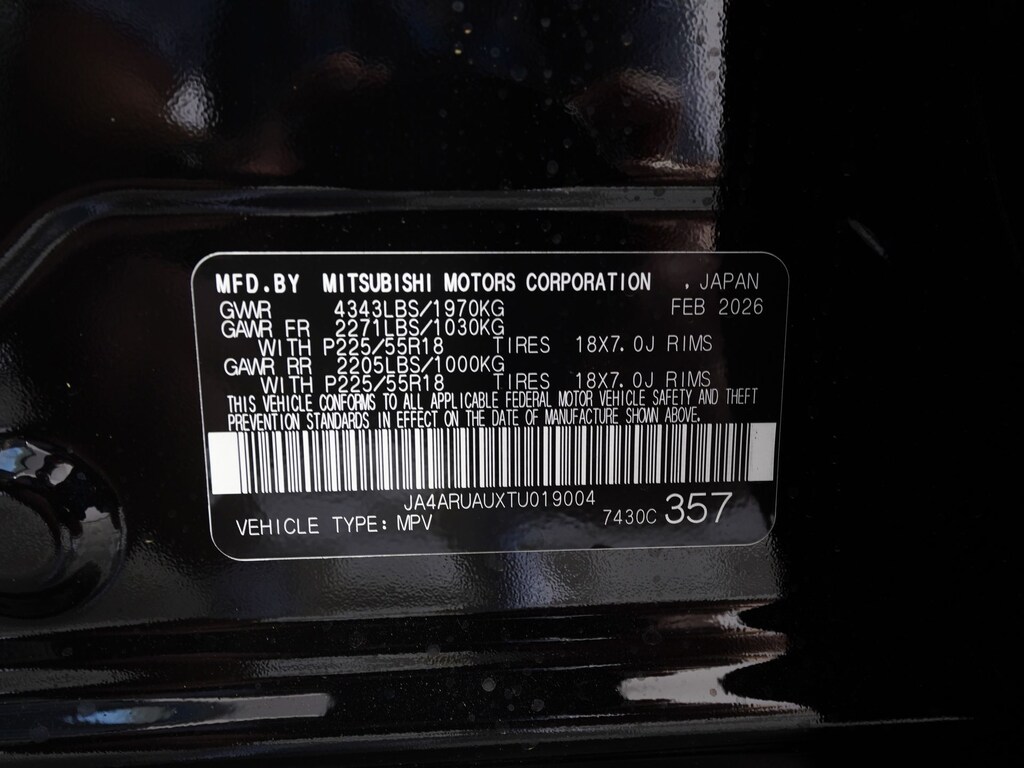 MFD.BY MITSUBISHI MOTORS CORPORATION , JAPAN
GVWR 4343LBS/1970KG FEB 2026
GAWR FR 2271LBS/1030KG
WITH P225/55R18 TIRES 18X7.0J RIMS
GAWR RR 2205LBS/1000KG
WITH P225/55R18 TIRES 18X7.0J RIMS
THIS VEHICLE CONFORMS TO ALL APPLICABLE FEDERAL MOTOR VEHICLE SAFETY AND THEFT
PREVENTION STANDARDS IN EFFECT ON THE DATE OF MANUFACTURE SHOWN ABOVE.
JA4ARUAUXTU019004
VEHICLE TYPE: MPV 7430C 357